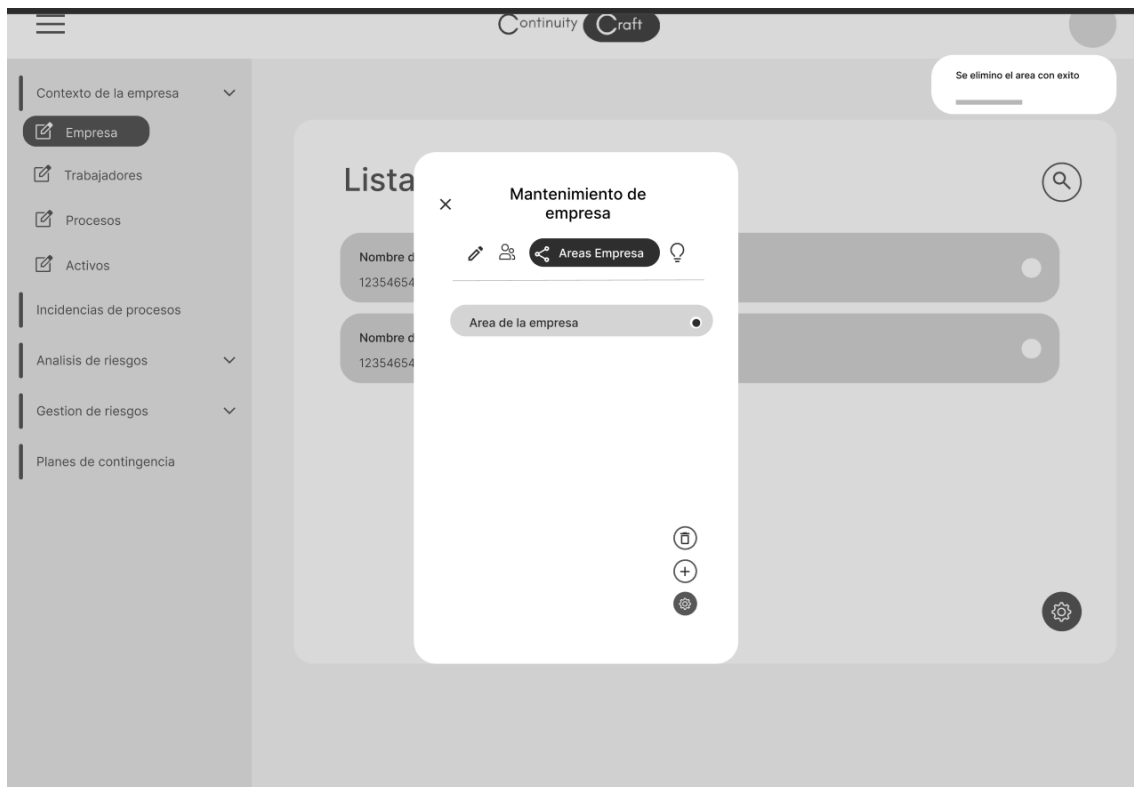 Continuity Craft
Se elimino el area con exito
Contexto de la empresa
Empresa
Trabajadores
Procesos
Activos
Incidencias de procesos
Analisis de riesgos
Gestion de riesgos
Planes de contingencia
Lista
Nombre d
12354654
Nombre d
12354654
Mantenimiento de
empresa
Areas Empresa
Area de la empresa